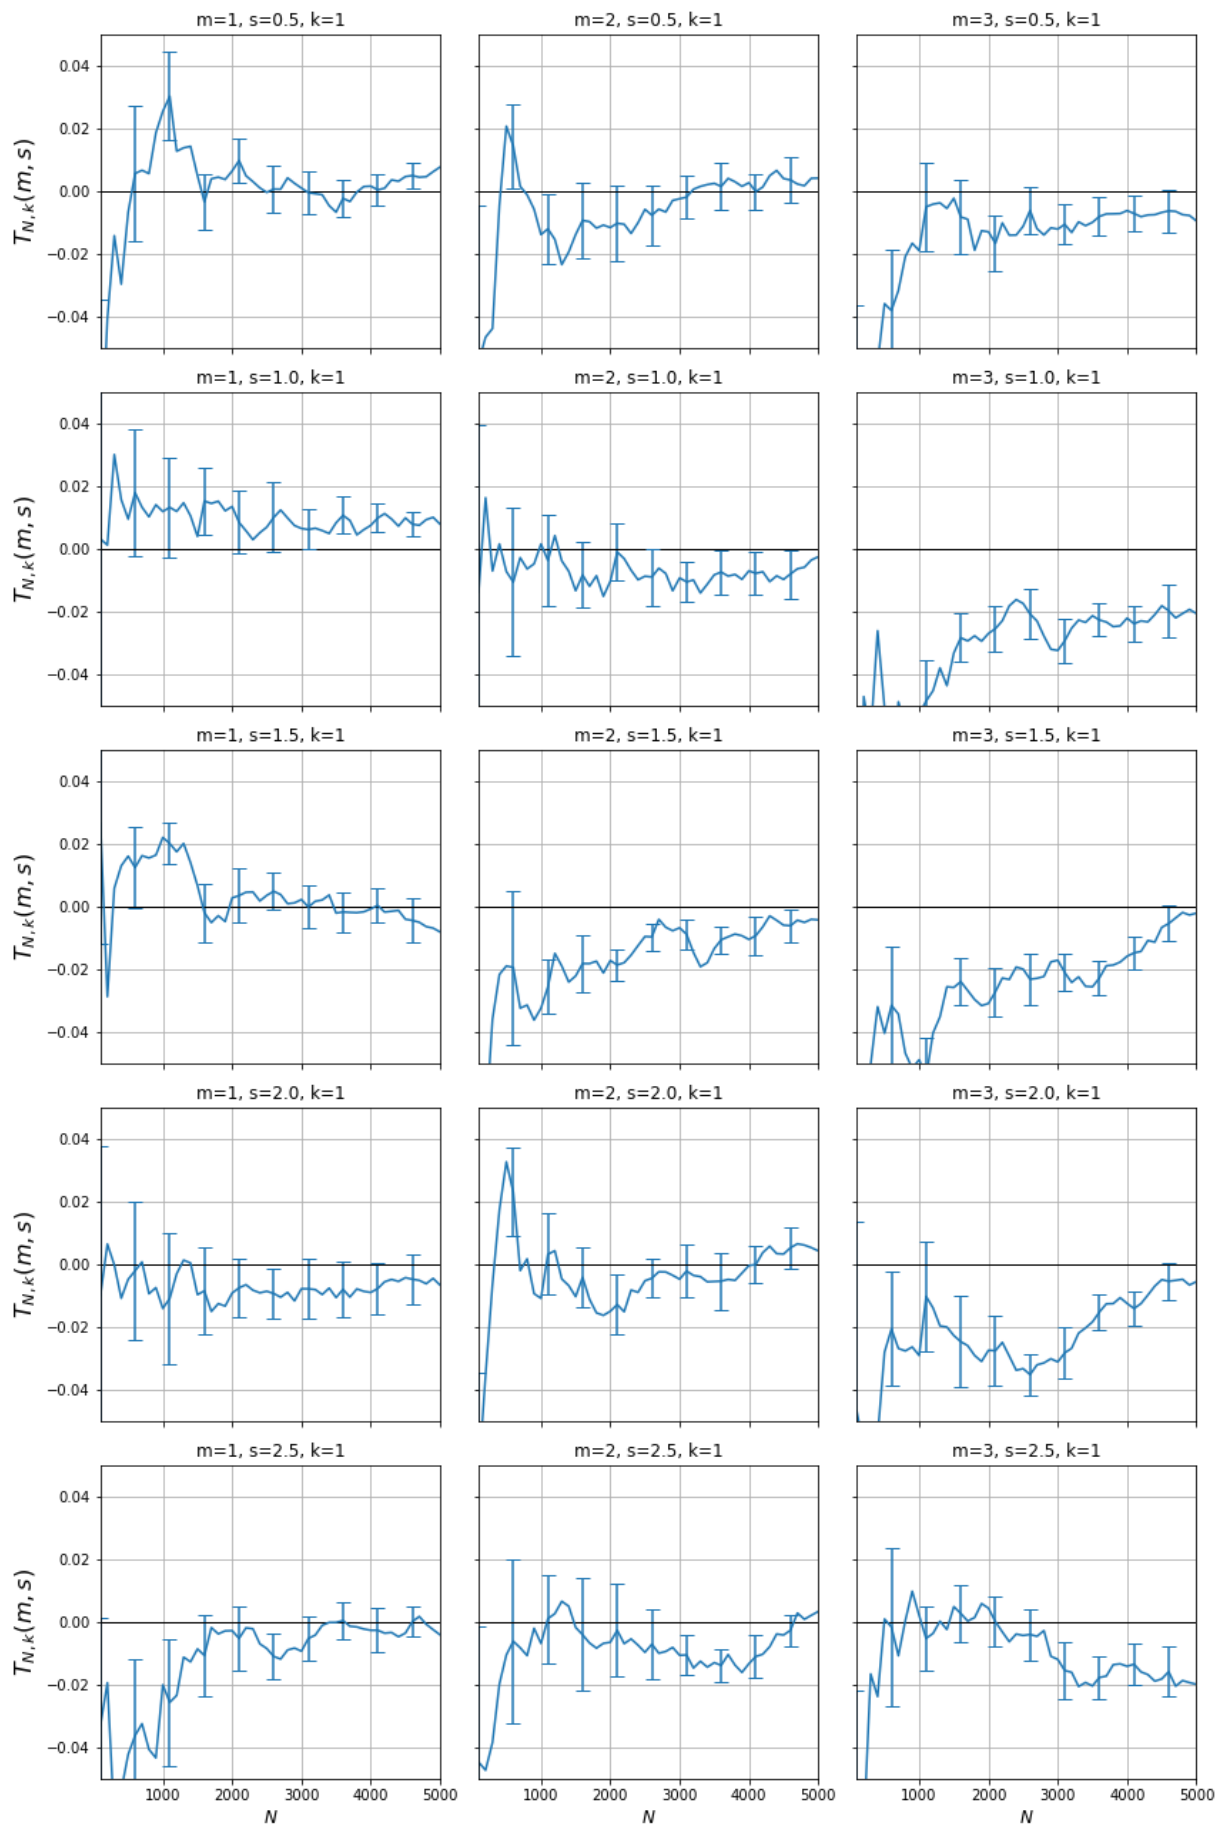 m=1, s=0.5, k=1 m=2, s=0.5, k=1 m=3, s=0.5, k=1
0.04
0.02
0.00
−0.02
−0.04
T_{N,k}(m, s)
m=1, s=1.0, k=1 m=2, s=1.0, k=1 m=3, s=1.0, k=1
0.04
0.02
0.00
−0.02
−0.04
T_{N,k}(m, s)
m=1, s=1.5, k=1 m=2, s=1.5, k=1 m=3, s=1.5, k=1
0.04
0.02
0.00
−0.02
−0.04
T_{N,k}(m, s)
m=1, s=2.0, k=1 m=2, s=2.0, k=1 m=3, s=2.0, k=1
0.04
0.02
0.00
−0.02
−0.04
T_{N,k}(m, s)
m=1, s=2.5, k=1 m=2, s=2.5, k=1 m=3, s=2.5, k=1
0.04
0.02
0.00
−0.02
−0.04
T_{N,k}(m, s)
1000 2000 3000 4000 5000 1000 2000 3000 4000 5000 1000 2000 3000 4000 5000
N N N